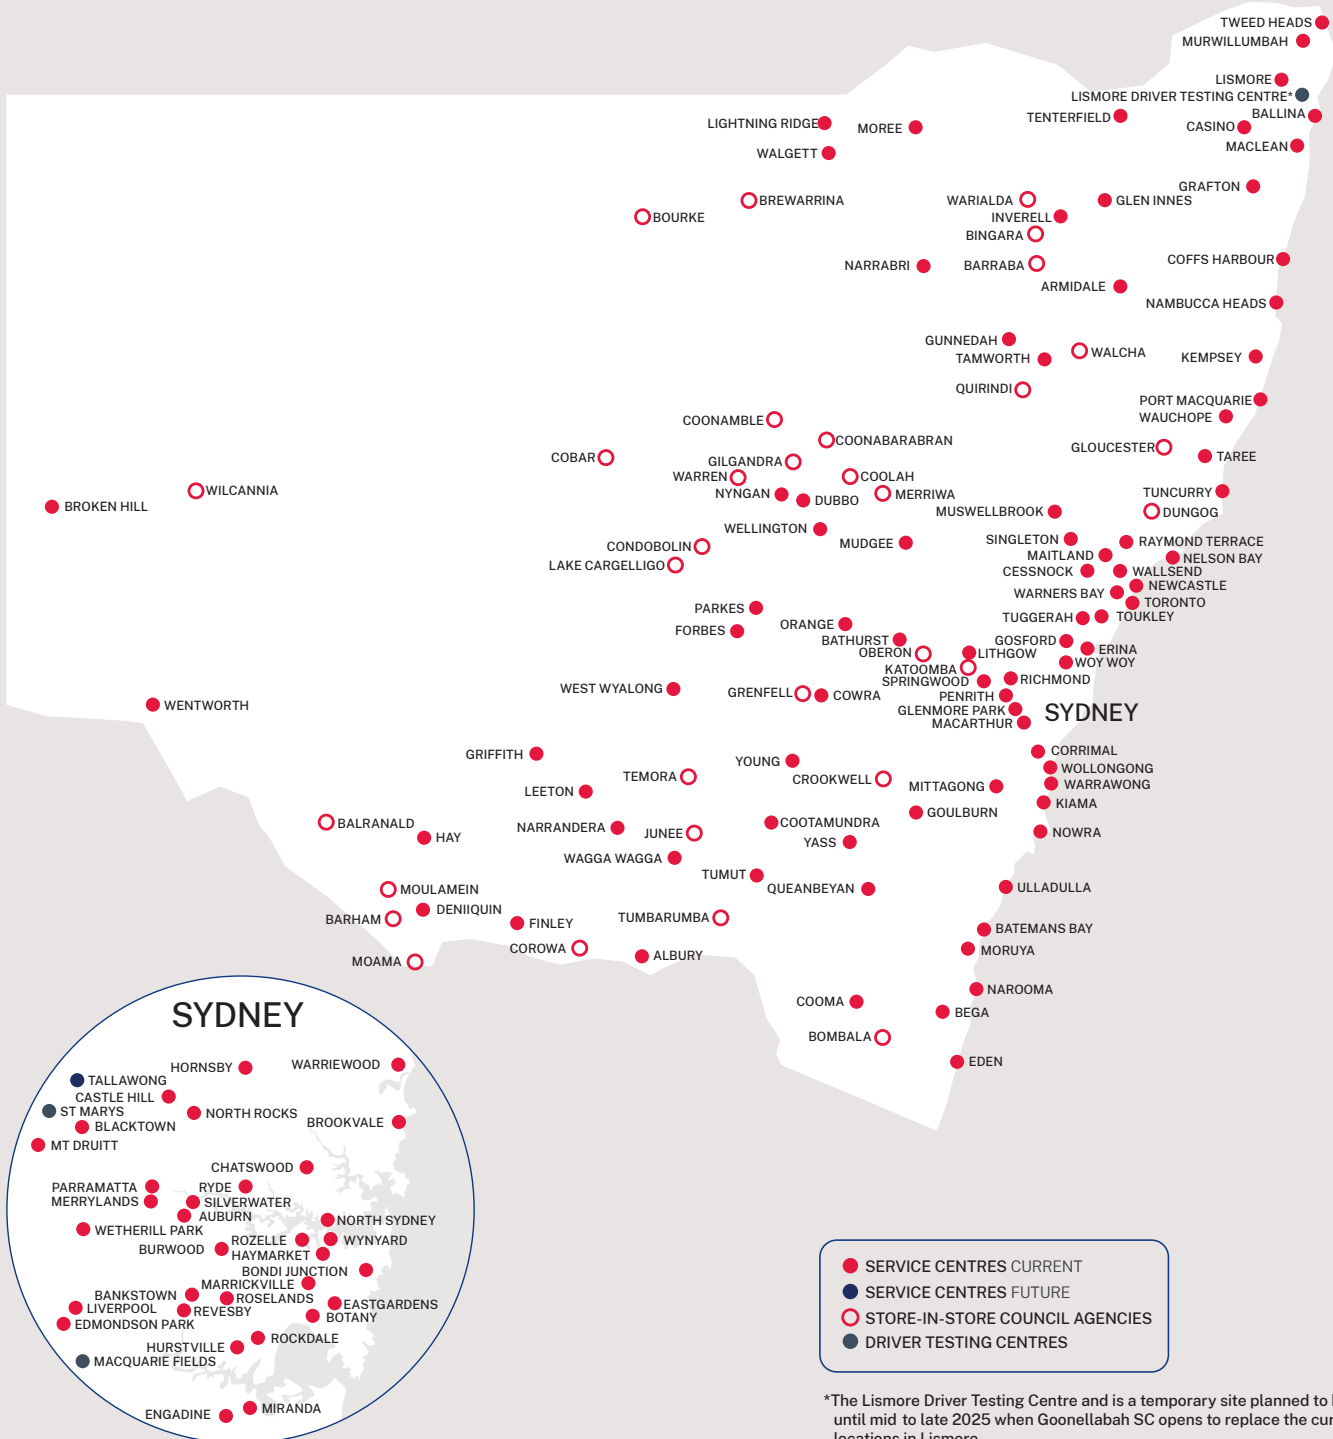 TWEED HEADS
MURWILLUMBAH
LISMORE
LISMORE DRIVER TESTING CENTRE*
BALLINA
TENTERFIELD
CASINO
LIGHTNING RIDGE
MOREE
MACLEAN
WALGETT
GRAFTON
BREWARRINA
WARIALDA
GLEN INNES
BOURKE
INVERELL
BINGARA
COFFS HARBOUR
NARRABRI
BARRABA
ARMIDALE
NAMBUCCA HEADS
GUNNEDAH
WALCHA
TAMWORTH
KEMPSEY
QUIRINDI
PORT MACQUARIE
WAUCHOPE
COONAMBLE
COONABARABRAN
GLOUCESTER
TAREE
COBAR
GILGANDRA
WARREN
COOLAH
WILCANNIA
NYNGAN
MERRIWA
TUNCURRY
DUBBO
BROKEN HILL
MUSWELLBROOK
DUNGOG
WELLINGTON
SINGLETON
RAYMOND TERRACE
MUDGEE
CONDOBOLIN
MAITLAND
NELSON BAY
LAKE CARGELLIGO
CESSNOCK
WALLSEND
NEWCASTLE
WARNERS BAY
TORONTO
PARKES
TUGGERAH
TOUKLEY
ORANGE
FORBES
BATHURST
GOSFORD
ERINA
OBERON
LITHGOW
WOY WOY
KATOOMBA
SPRINGWOOD
RICHMOND
WEST WYALONG
GRENFELL
COWRA
PENRITH
WENTWORTH
GLENMORE PARK
SYDNEY
MACARTHUR
GRIFFITH
CORRIMAL
YOUNG
WOLLONGONG
TEMORA
CROOKWELL
WARRAWONG
MITTAGONG
LEETON
KIAMA
GOULBURN
BALRANALD
COOTAMUNDRA
NARRANDERA
JUNEE
NOWRA
HAY
YASS
WAGGA WAGGA
TUMUT
MOULAMEIN
QUEANBEYAN
ULLADULLA
DENIIQUIN
BARHAM
TUMBARUMBA
FINLEY
BATEMANS BAY
COROWA
MORUYA
ALBURY
MOAMA
NAROOMA
COOMA
BEGA
BOMBALA
EDEN
SYDNEY
WARRIEWOOD
HORNSBY
TALLAWONG
CASTLE HILL
ST MARYS
NORTH ROCKS
BROOKVALE
BLACKTOWN
MT DRUITT
CHATSWOOD
PARRAMATTA
RYDE
MERRYLANDS
SILVERWATER
AUBURN
NORTH SYDNEY
WETHERILL PARK
ROZELLE
WYNYARD
BURWOOD
HAYMARKET
BONDI JUNCTION
MARRICKVILLE
BANKSTOWN
ROSELANDS
EASTGARDENS
LIVERPOOL
REVESBY
BOTANY
EDMONDSON PARK
ROCKDALE
HURSTVILLE
MACQUARIE FIELDS
MIRANDA
ENGADINE
SERVICE CENTRES CURRENT
SERVICE CENTRES FUTURE
STORE-IN-STORE COUNCIL AGENCIES
DRIVER TESTING CENTRES
*The Lismore Driver Testing Centre and is a temporary site planned to
until mid to late 2025 when Goonellabah SC opens to replace the
locations in Lismore